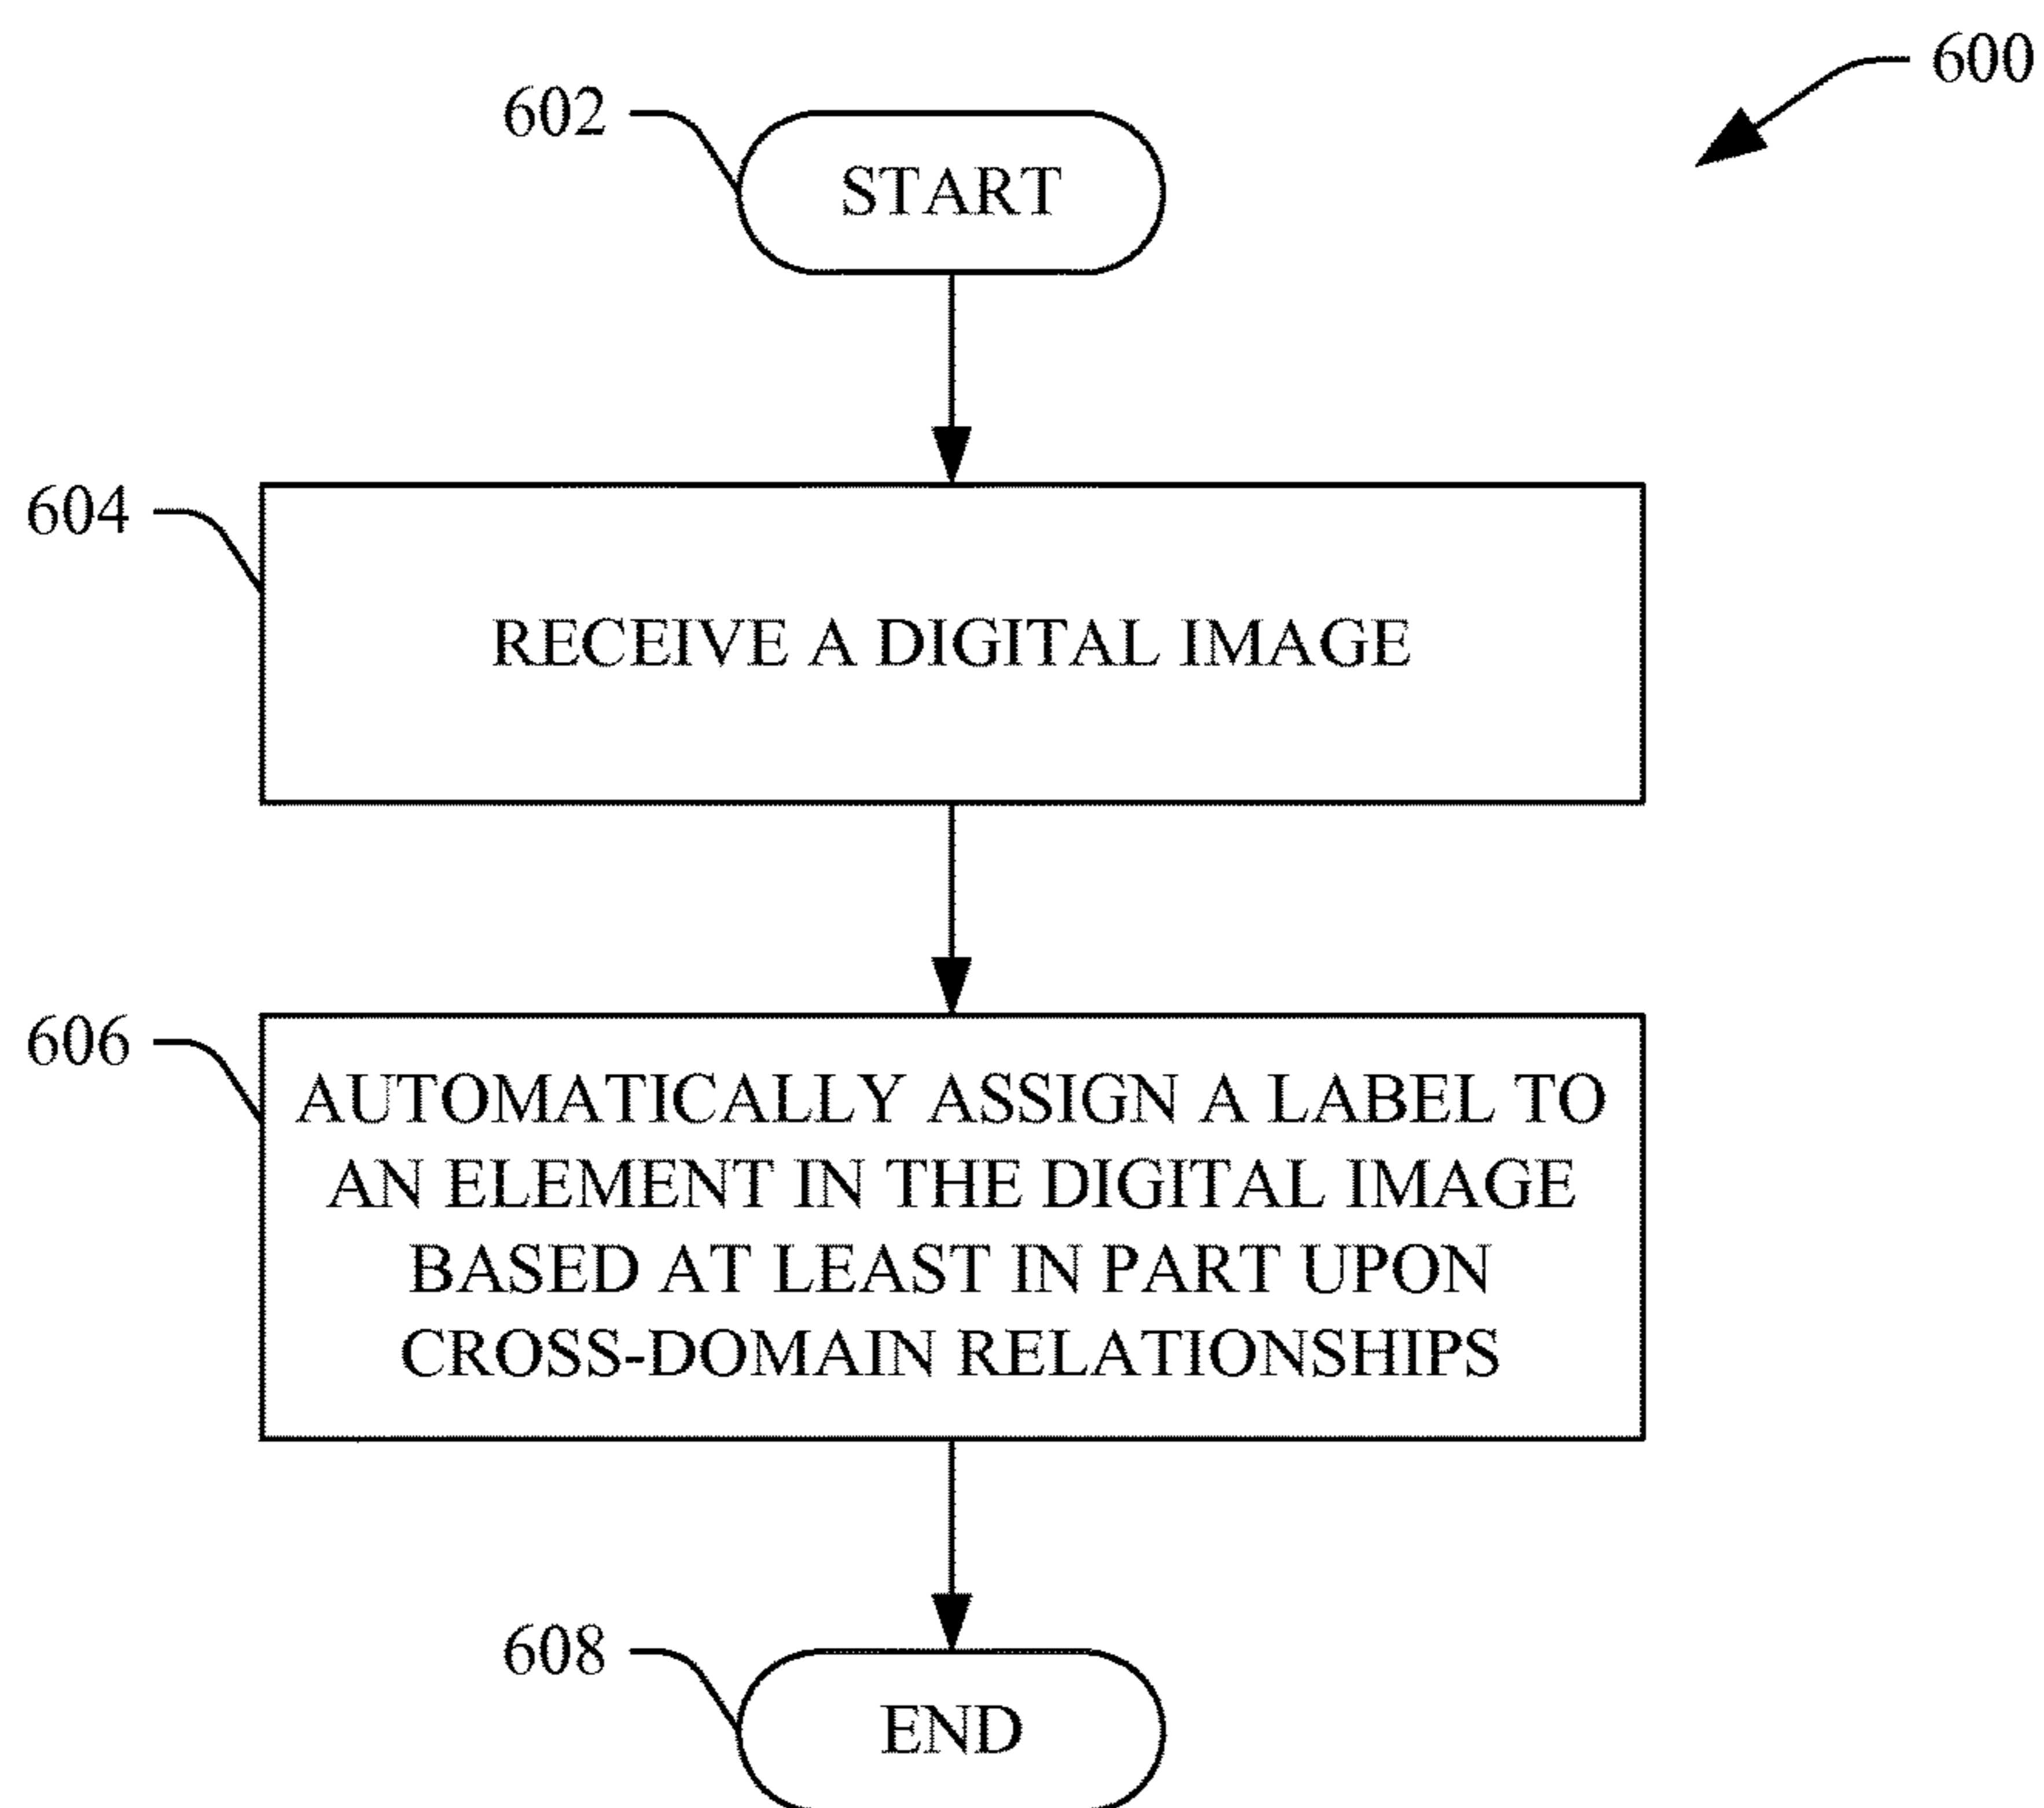 600
602
START
604
RECEIVE A DIGITAL IMAGE
606
AUTOMATICALLY ASSIGN A LABEL TO
AN ELEMENT IN THE DIGITAL IMAGE
BASED AT LEAST IN PART UPON
CROSS-DOMAIN RELATIONSHIPS
608
END